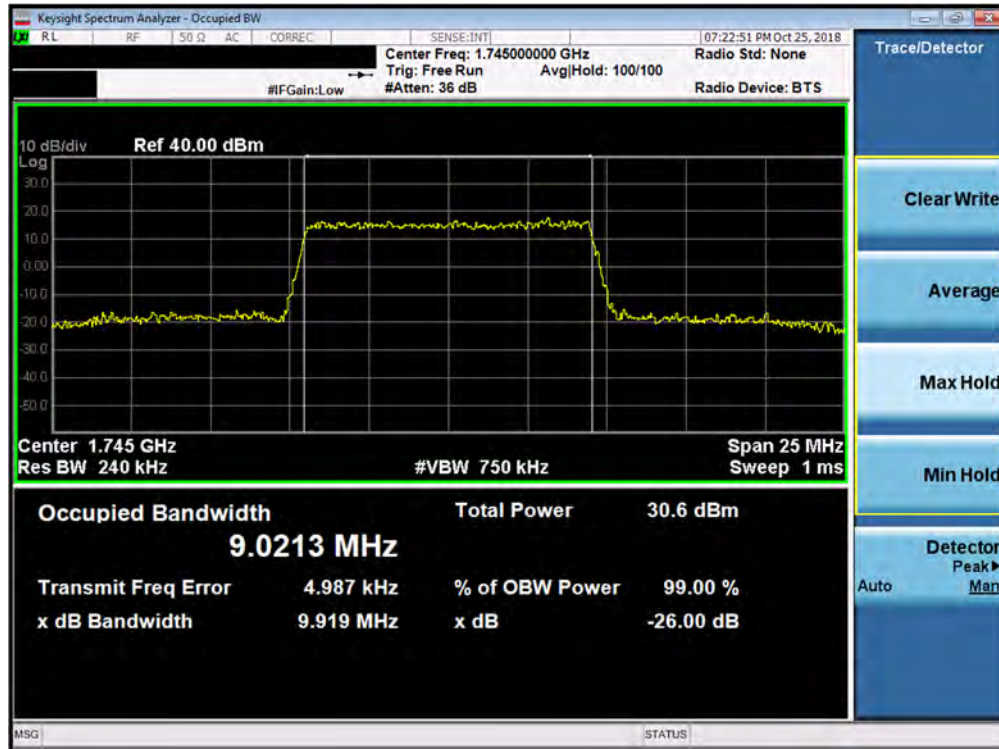 Keysight Spectrum Analyzer - Occupied BW
LXI RL RF 50 Ω AC CORREC SENSE:INT 07:22:51 PM Oct 25, 2018
Center Freq: 1.745000000 GHz Radio Std: None
Trig: Free Run Avg|Hold: 100/100
#IFGain:Low #Atten: 36 dB Radio Device: BTS
10 dB/div Ref 40.00 dBm
Log
30.0
20.0
10.0
0.00
-10.0
-20.0
-30.0
-40.0
-50.0
Center 1.745 GHz Span 25 MHz
Res BW 240 kHz #VBW 750 kHz Sweep 1 ms
Occupied Bandwidth Total Power 30.6 dBm
9.0213 MHz
Transmit Freq Error 4.987 kHz % of OBW Power 99.00 %
x dB Bandwidth 9.919 MHz x dB -26.00 dB
MSG STATUS
Trace/Detector
Clear Write
Average
Max Hold
Min Hold
Detector
Peak▶
Auto Man